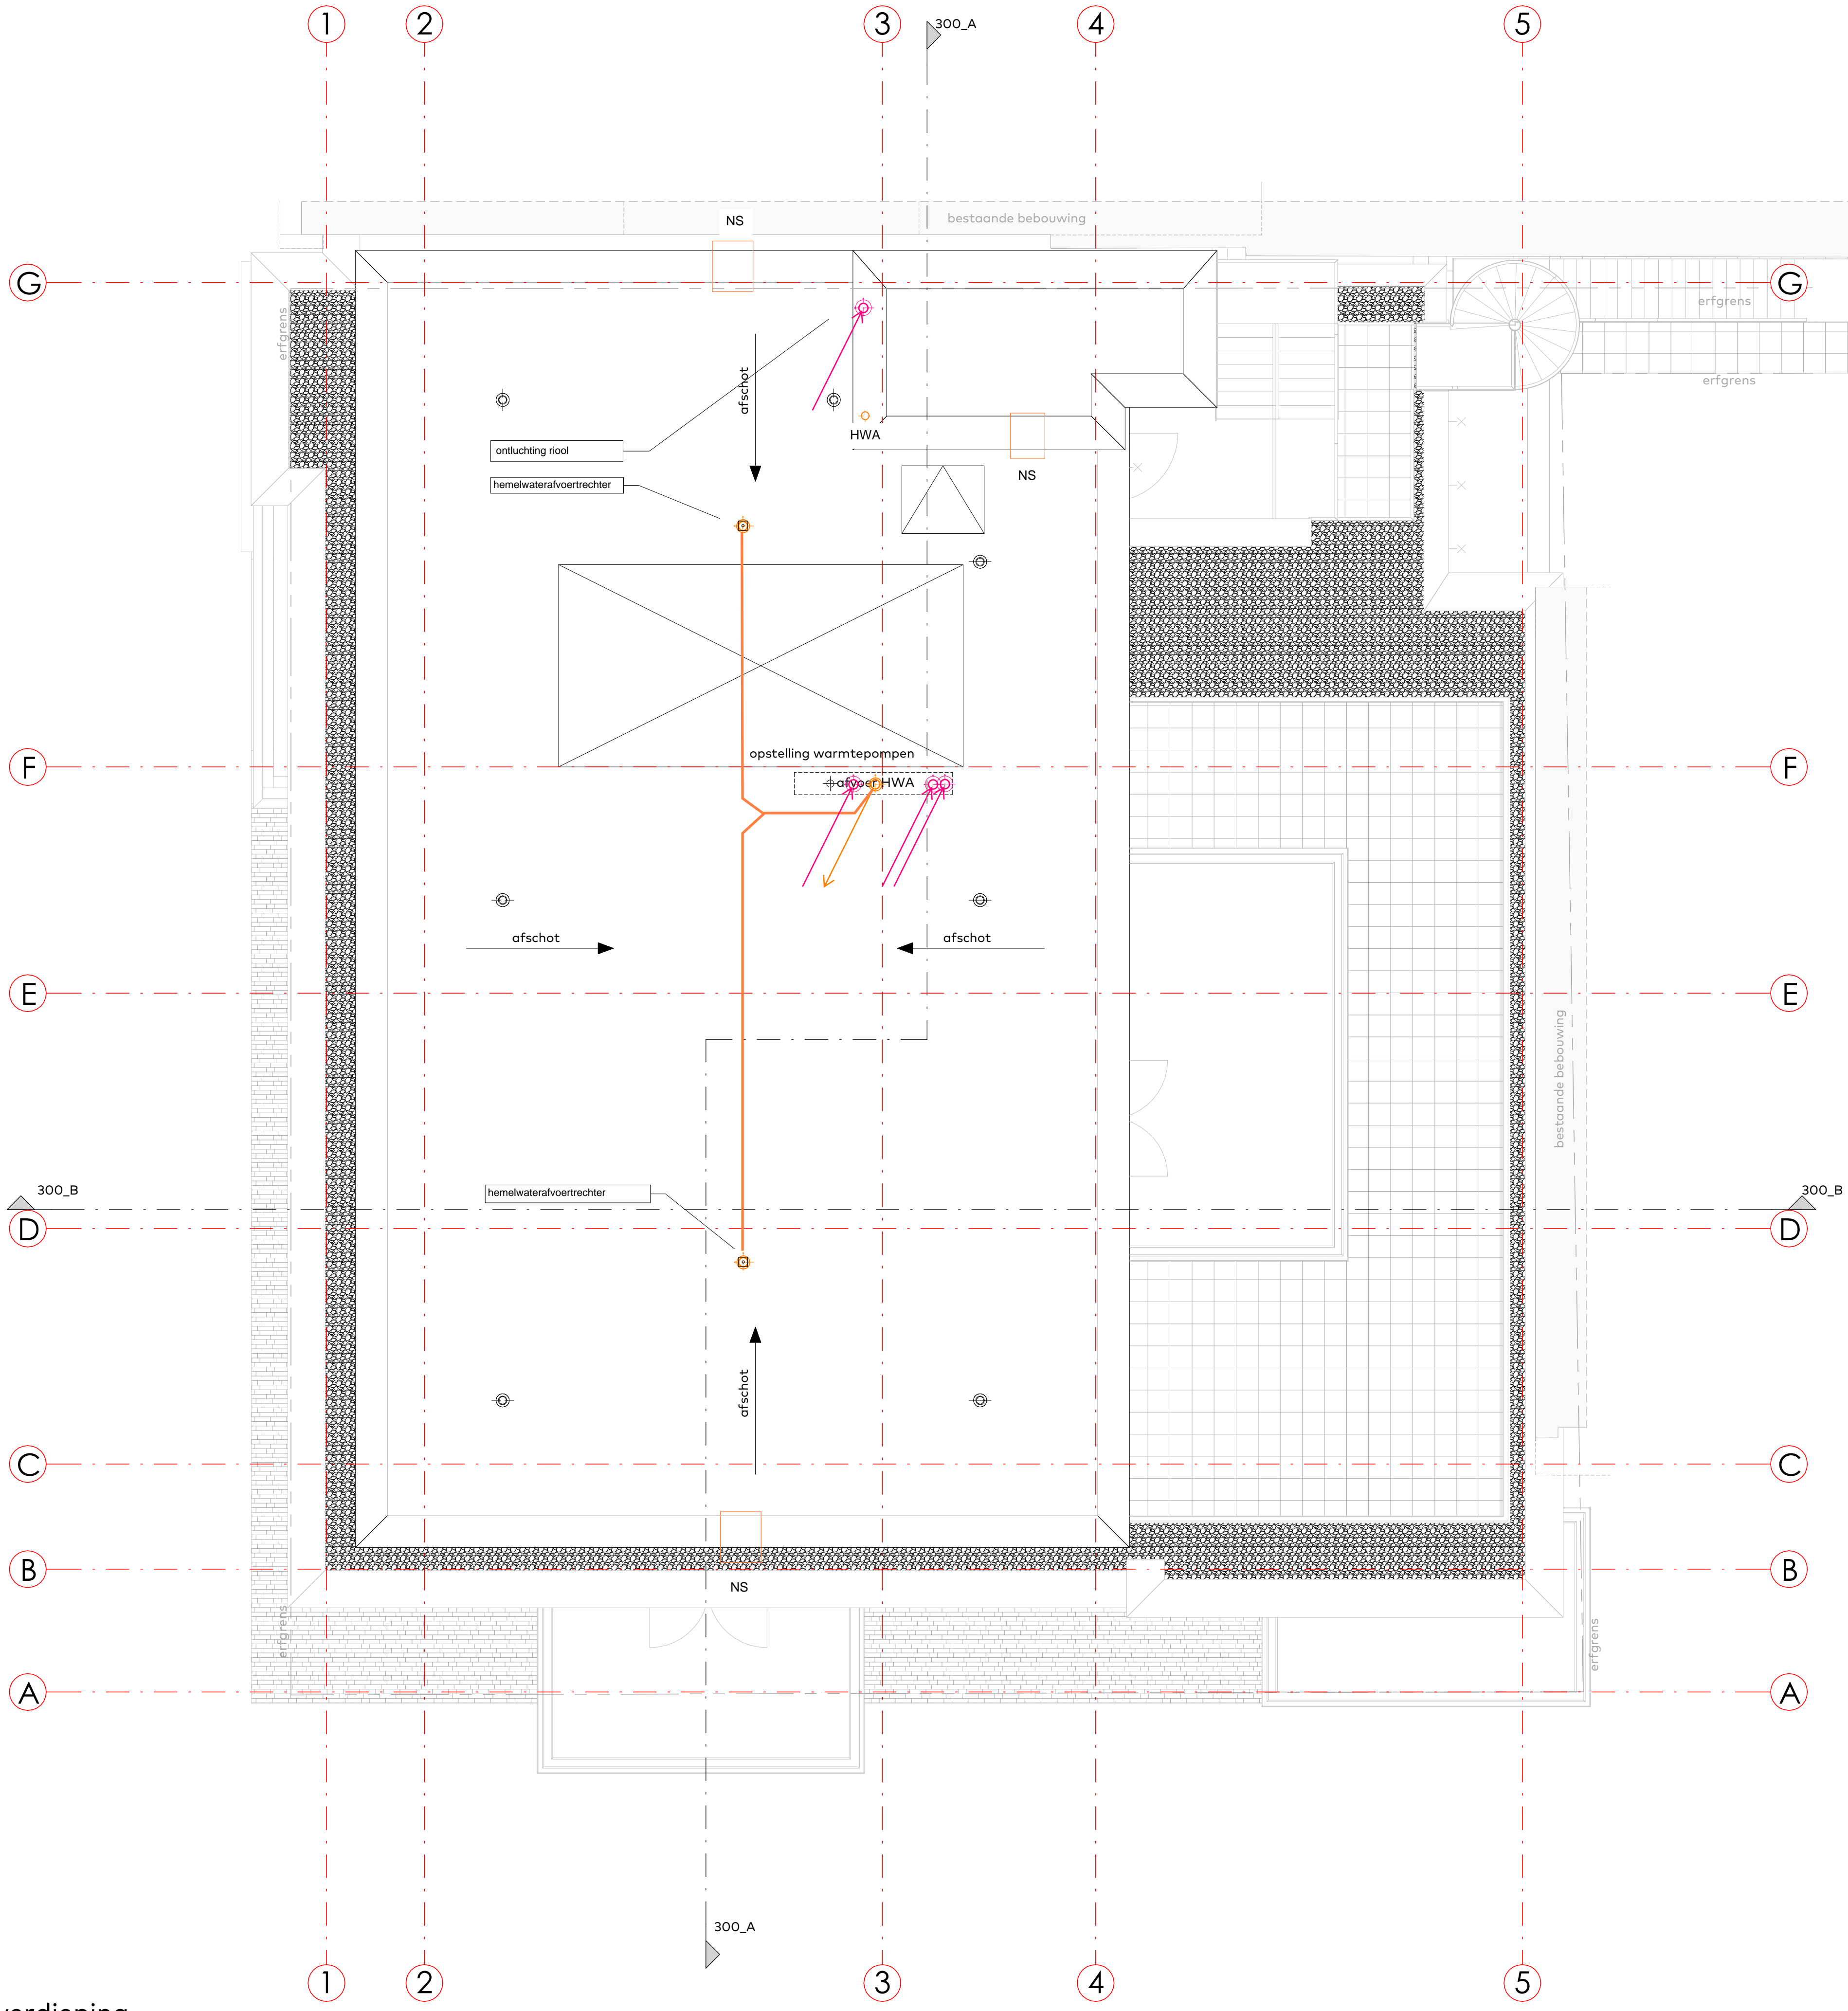 1 2 3 4 5
300_A
NS
bestaande bebouwing
G G
erfgrens
erfgrens
erfgrens
afschot
HWA
ontluchting riool
NS
hemelwaterafvoertrechter
opstelling warmtepompen
F F
afvoer HWA
afschot afschot
E E
bestaande bebouwing
hemelwaterafvoertrechter
300_B 300_B
D D
afschot
C C
B B
NS
erfgrens erfgrens
A A
300_A
1 2 3 4 5